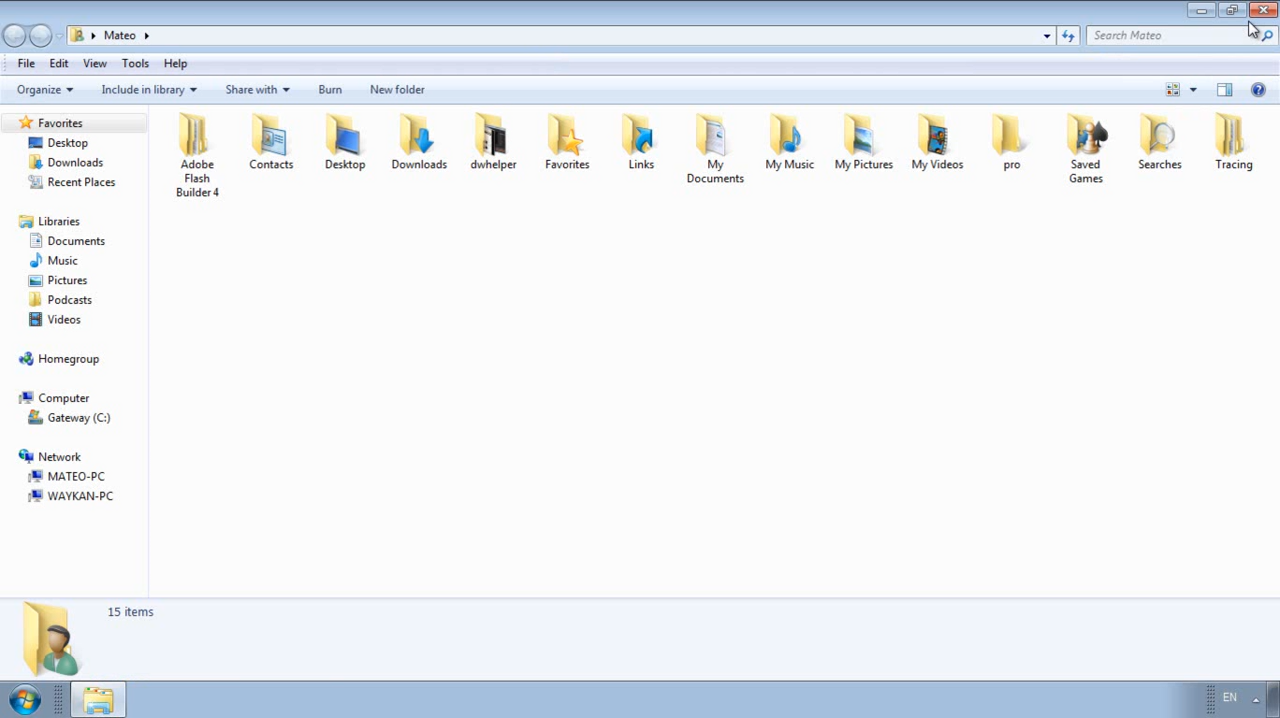 Mateo
Search Mateo
File Edit View Tools Help
Organize Include in library Share with Burn New folder
Favorites
Desktop
Downloads
Recent Places
Libraries
Documents
Music
Pictures
Podcasts
Videos
Homegroup
Computer
Gateway (C:)
Network
MATEO-PC
WAYKAN-PC
Adobe
Flash
Builder 4
Contacts
Desktop
Downloads
dwhelper
Favorites
Links
My
Documents
My Music
My Pictures
My Videos
pro
Saved
Games
Searches
Tracing
15 items
EN